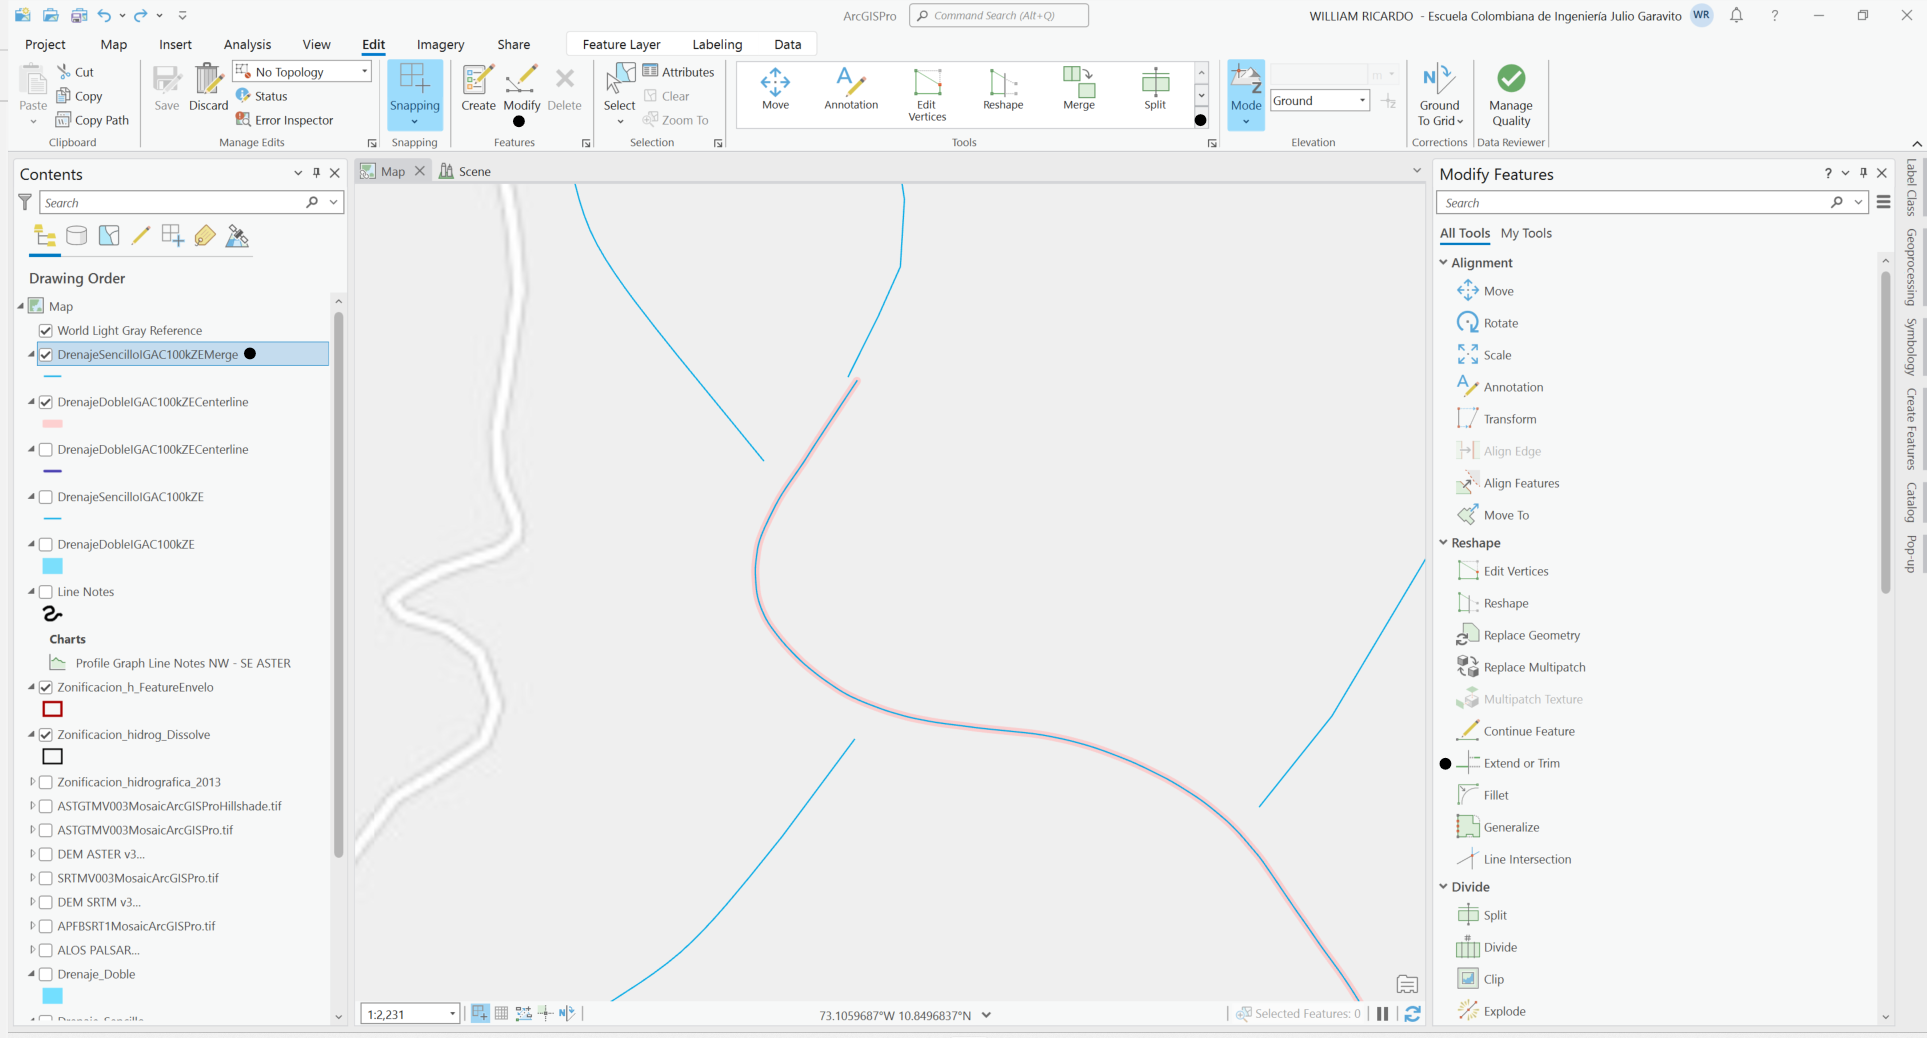 ArcGISPro
Command Search (Alt+Q)
WILLIAM RICARDO - Escuela Colombiana de Ingeniería Julio Garavito
WR
?
Project
Map
Insert
Analysis
View
Edit
Imagery
Share
Feature Layer
Labeling
Data
Paste
Cut
Copy
Copy Path
Clipboard
Save
Discard
No Topology
Status
Error Inspector
Manage Edits
Snapping
Snapping
Create
Modify
Delete
Features
Select
Attributes
Clear
Zoom To
Selection
Move
Annotation
Edit
Vertices
Reshape
Merge
Split
Tools
Mode
m
Ground
Elevation
Ground
To Grid
Corrections
Manage
Quality
Data Reviewer
Contents
Search
Drawing Order
Map
World Light Gray Reference
DrenajeSencilloIGAC100kZEMerge
DrenajeDobleIGAC100kZECenterline
DrenajeDobleIGAC100kZECenterline
DrenajeSencilloIGAC100kZE
DrenajeDobleIGAC100kZE
Line Notes
Charts
Profile Graph Line Notes NW - SE ASTER
Zonificacion_h_FeatureEnvelo
Zonificacion_hidrog_Dissolve
Zonificacion_hidrografica_2013
ASTGTMV003MosaicArcGISProHillshade.tif
ASTGTMV003MosaicArcGISPro.tif
DEM ASTER v3...
SRTMV003MosaicArcGISPro.tif
DEM SRTM v3...
APFBSRT1MosaicArcGISPro.tif
ALOS PALSAR...
Drenaje_Doble
Map
Scene
1:2,231
73.1059687°W 10.8496837°N
Selected Features: 0
Modify Features
?
Search
All Tools
My Tools
Alignment
Move
Rotate
Scale
Annotation
Transform
Align Edge
Align Features
Move To
Reshape
Edit Vertices
Reshape
Replace Geometry
Replace Multipatch
Multipatch Texture
Continue Feature
Extend or Trim
Fillet
Generalize
Line Intersection
Divide
Split
Divide
Clip
Explode
Label Class
Geoprocessing
Symbology
Create Features
Catalog
Pop-up